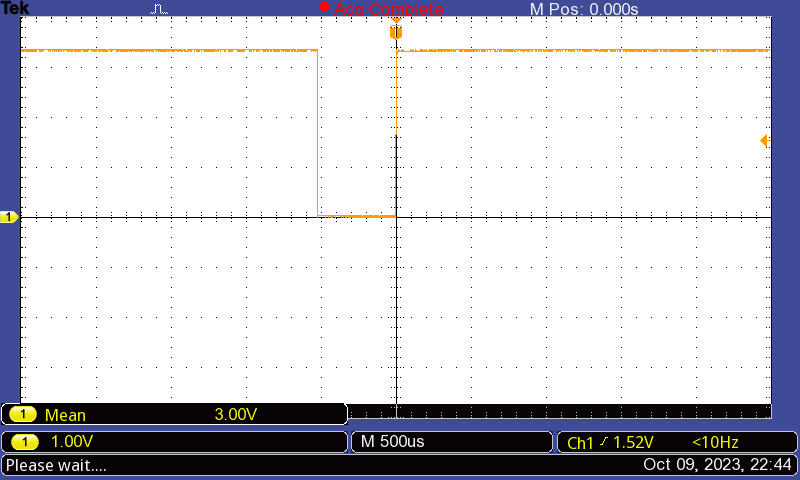 Tek Acq Complete M Pos: 0.000s
1
1 Mean 3.00V
1 1.00V M 500us Ch1 1.52V <10Hz
Please wait.... Oct 09, 2023, 22:44